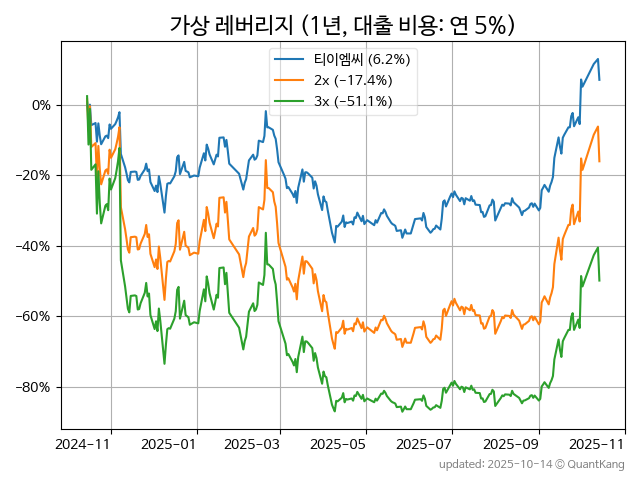 가상 레버리지 (1년, 대출 비용: 연 5%)
티이엠씨 (6.2%)
2x (−17.4%)
3x (−51.1%)
0%
−20%
−40%
−60%
−80%
2024−11 2025−01 2025−03 2025−05 2025−07 2025−09 2025−11
updated: 2025-10-14 © QuantKang